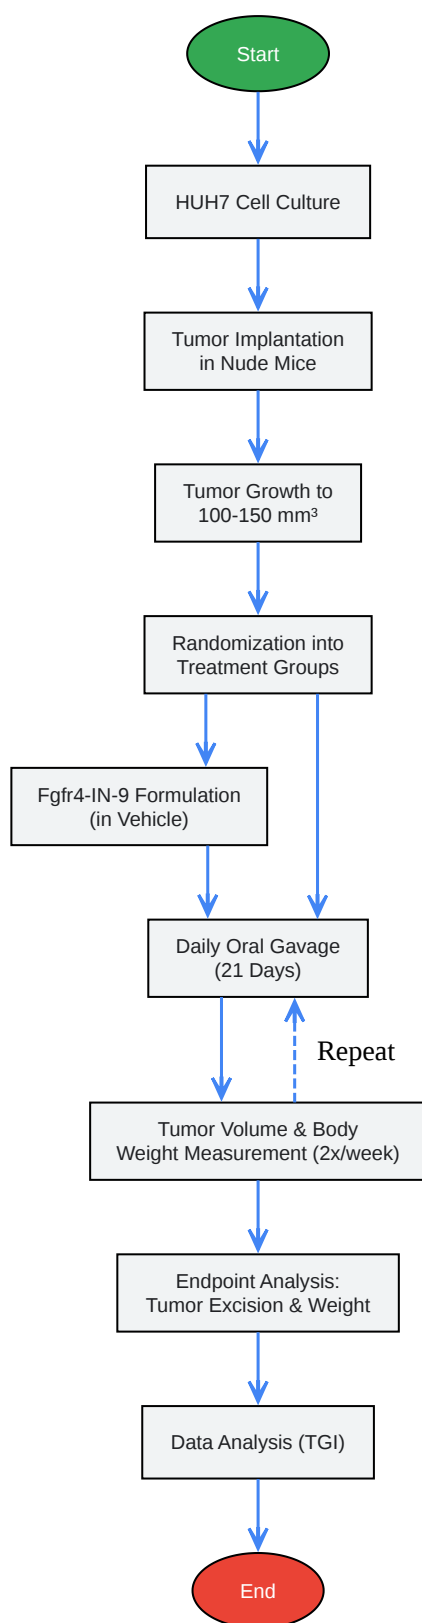 Start
HUH7 Cell Culture
Tumor Implantation
in Nude Mice
Tumor Growth to
100-150 mm³
Randomization into
Treatment Groups
Fgfr4-IN-9 Formulation
(in Vehicle)
Daily Oral Gavage
(21 Days)
Repeat
Tumor Volume & Body
Weight Measurement (2x/week)
Endpoint Analysis:
Tumor Excision & Weight
Data Analysis (TGI)
End